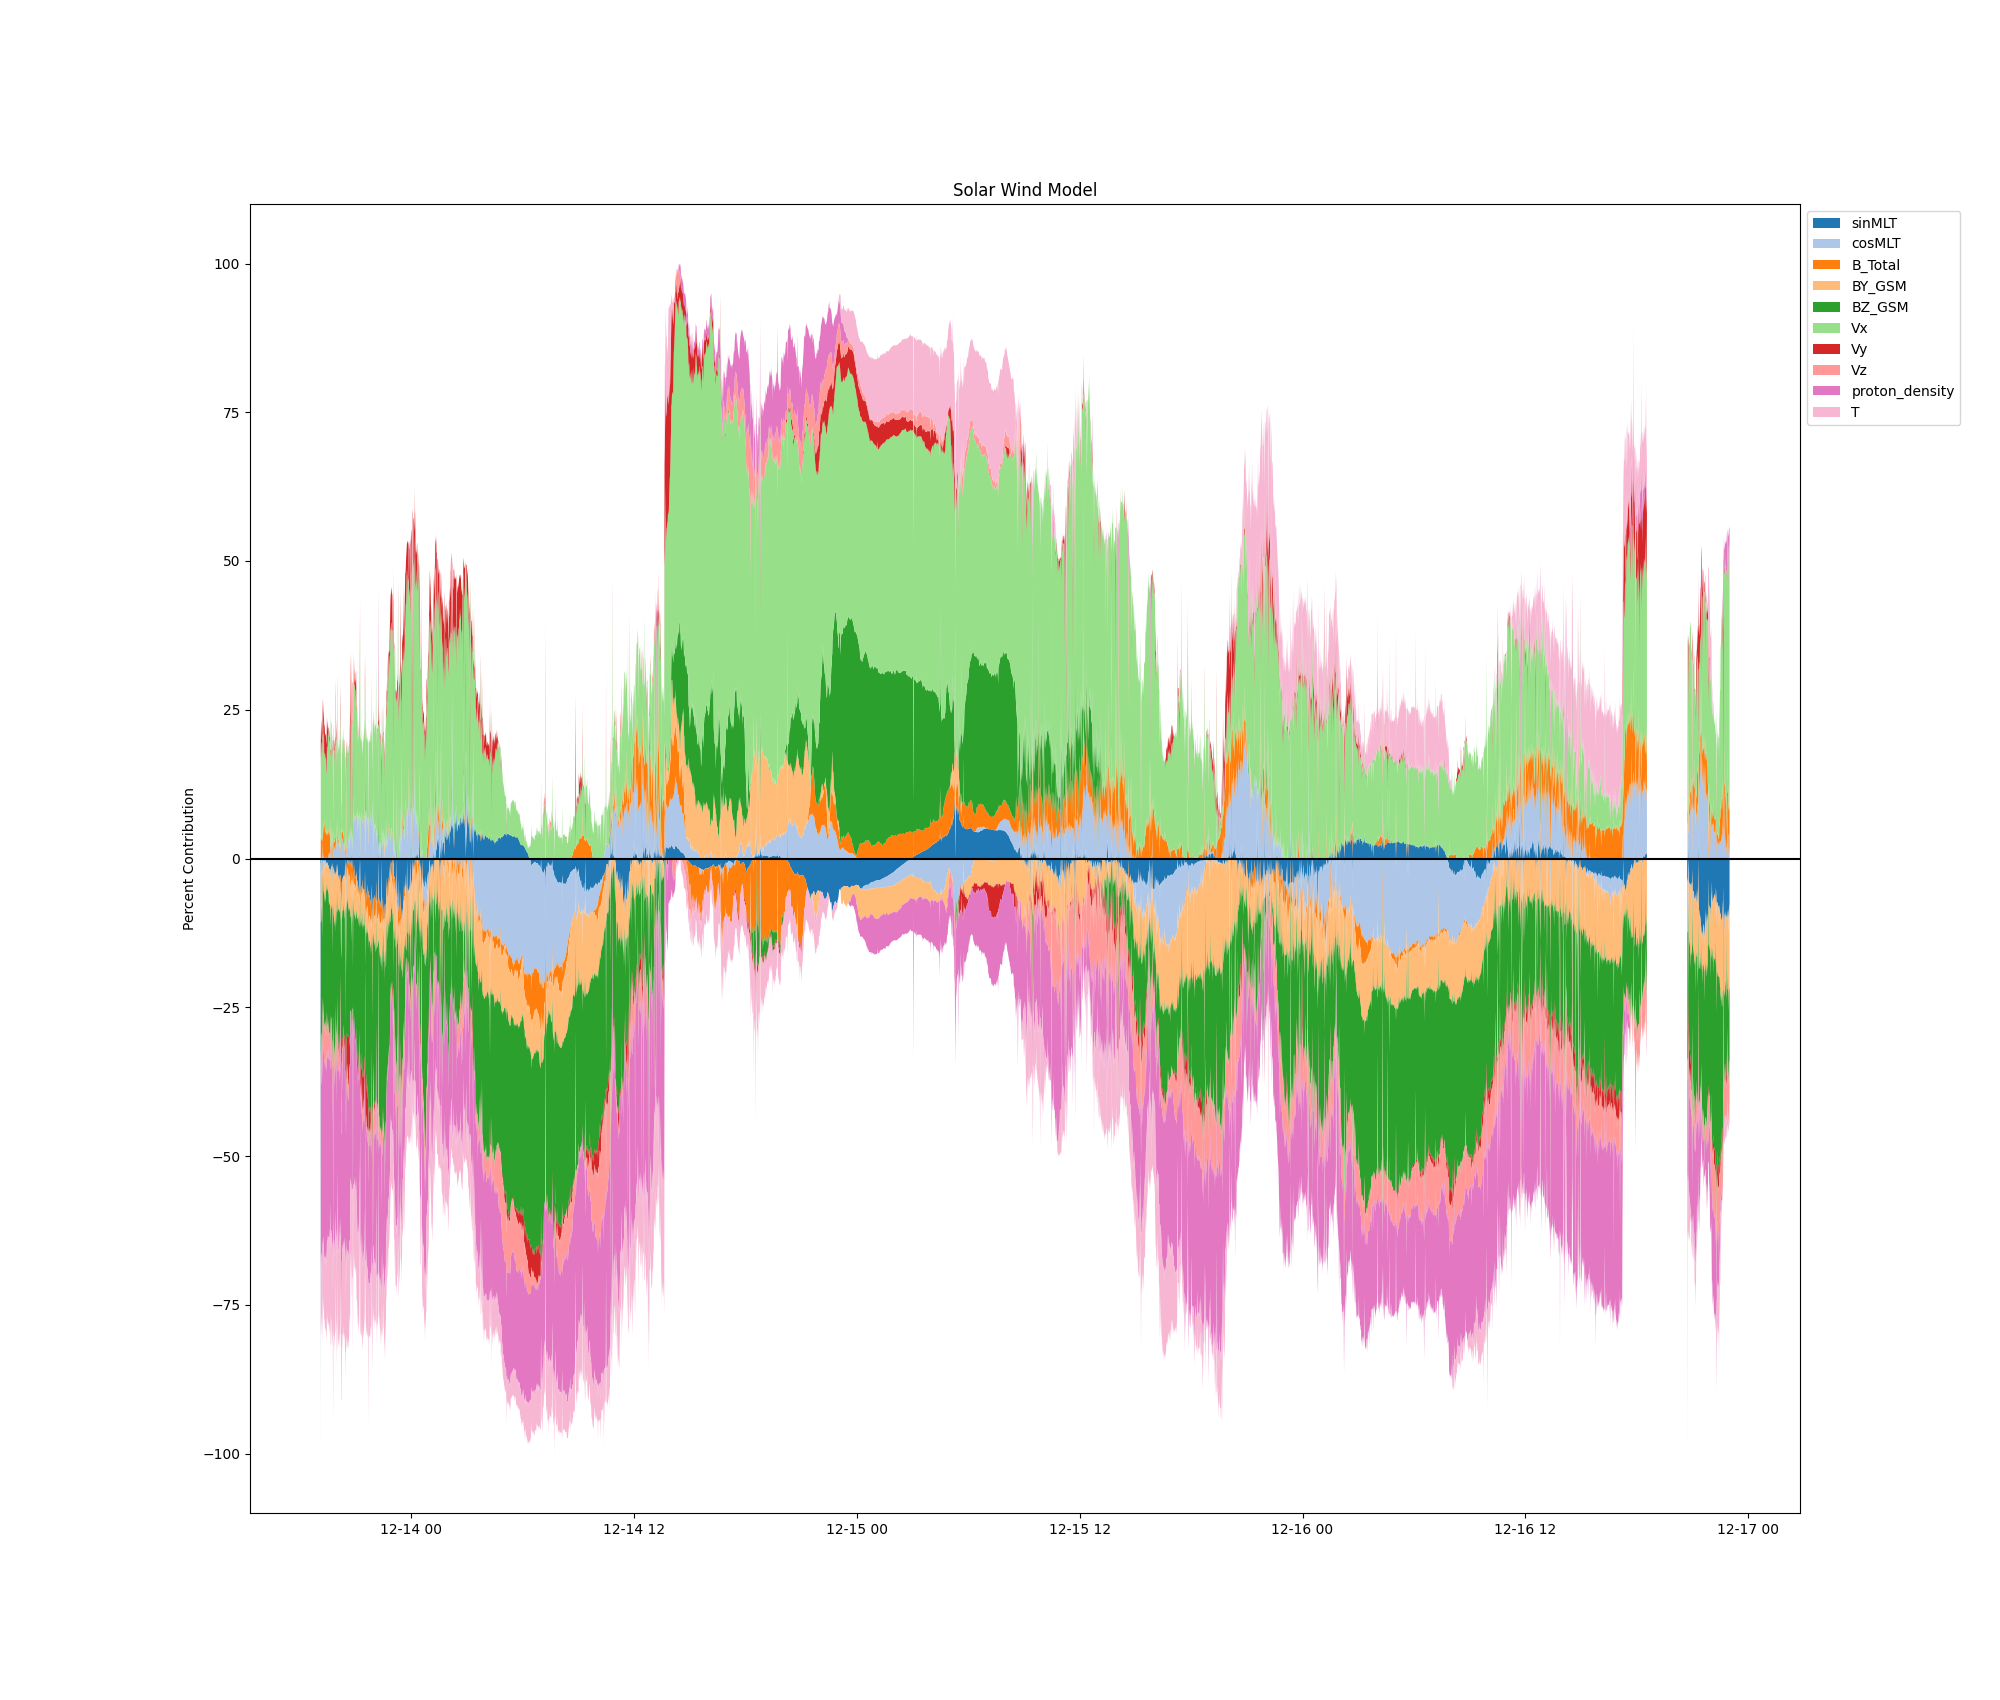 Solar Wind Model
sinMLT
cosMLT
B_Total
BY_GSM
BZ_GSM
Vx
Vy
Vz
proton_density
T
Percent Contribution
100
75
50
25
0
−25
−50
−75
−100
12-14 00
12-14 12
12-15 00
12-15 12
12-16 00
12-16 12
12-17 00